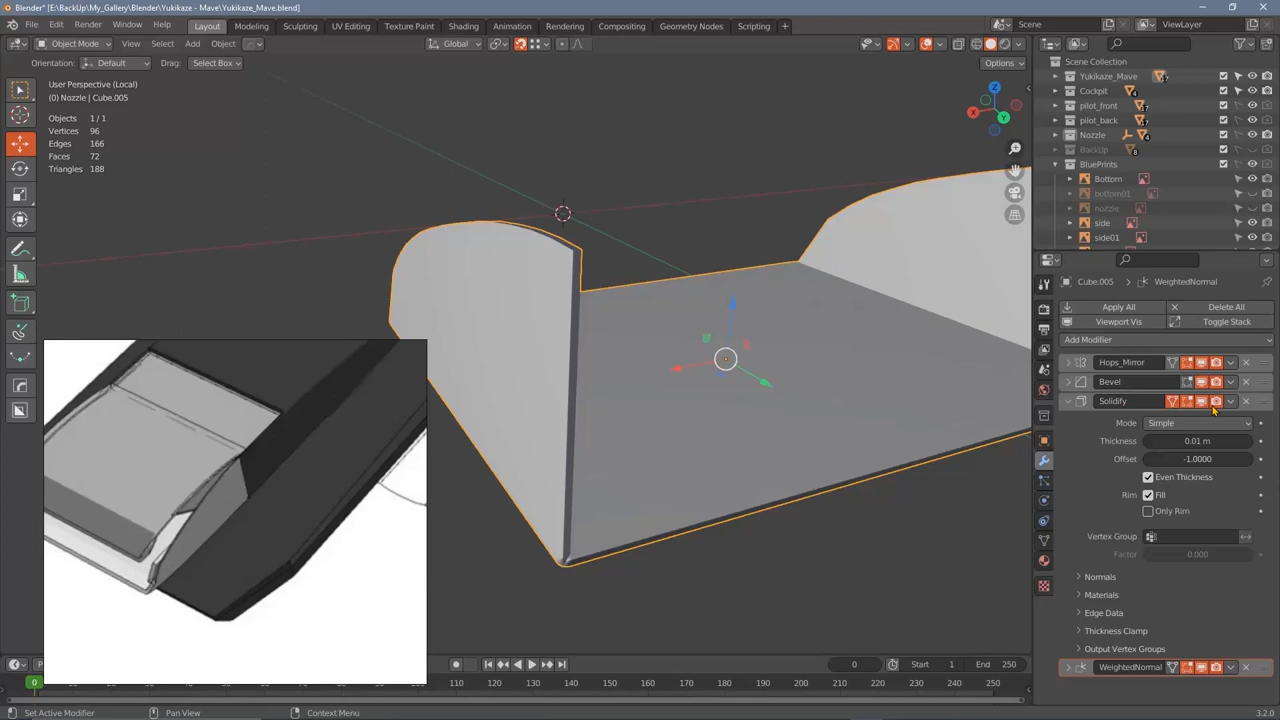 Blender* [E:\BackUp\My_Gallery\Blender\Yukikaze - Mave\Yukikaze_Mave.blend]
File Edit Render Window Help Layout Modeling Sculpting UV Editing Texture Paint Shading Animation Rendering Compositing Geometry Nodes Scripting + Scene ViewLayer
Object Mode View Select Add Object Global
Orientation: Default Drag: Select Box Options
User Perspective (Local)
(0) Nozzle | Cube.005
Objects 1/1
Vertices 96
Edges 166
Faces 72
Triangles 188
Z
X
Y
Scene Collection
Yukikaze_Mave
Cockpit 4
pilot_front 17
pilot_back 17
Nozzle 4
BackUp 8
BluePrints
Bottom
bottom01
nozzle
side
side01
Cube.005 > WeightedNormal
Apply All Delete All
Viewport Vis Toggle Stack
Add Modifier
Hops_Mirror
Bevel
Solidify
Mode Simple
Thickness 0.01 m
Offset -1.0000
Even Thickness
Rim Fill
Only Rim
Vertex Group
Factor 0.000
Normals
Materials
Edge Data
Thickness Clamp
Output Vertex Groups
WeightedNormal
0 Start 1 End 250
0 110 120 130 140 150 160 170 180 190 200 210 220 230 240 250
Set Active Modifier Pan View Context Menu 3.2.0